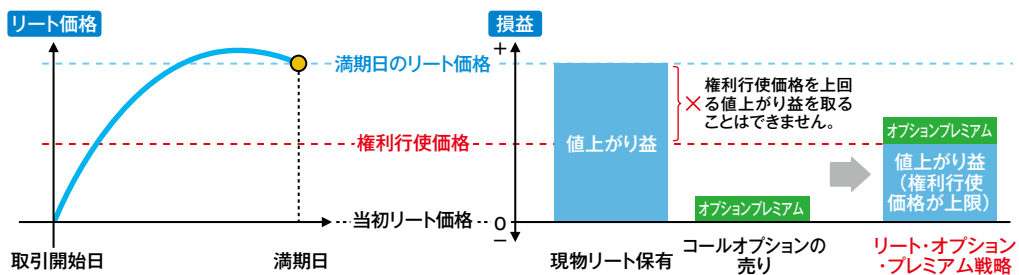 リート価格
満期日のリート価格
権利行使価格
当初リート価格
取引開始日
満期日
損益
+
0
−
値上がり益
×
権利行使価格を上回
る値上がり益を取る
ことはできません。
オプションプレミアム
オプションプレミアム
値上がり益
(権利行使
価格が上限)
現物リート保有
コールオプションの
売り
リート・オプション
・プレミアム戦略